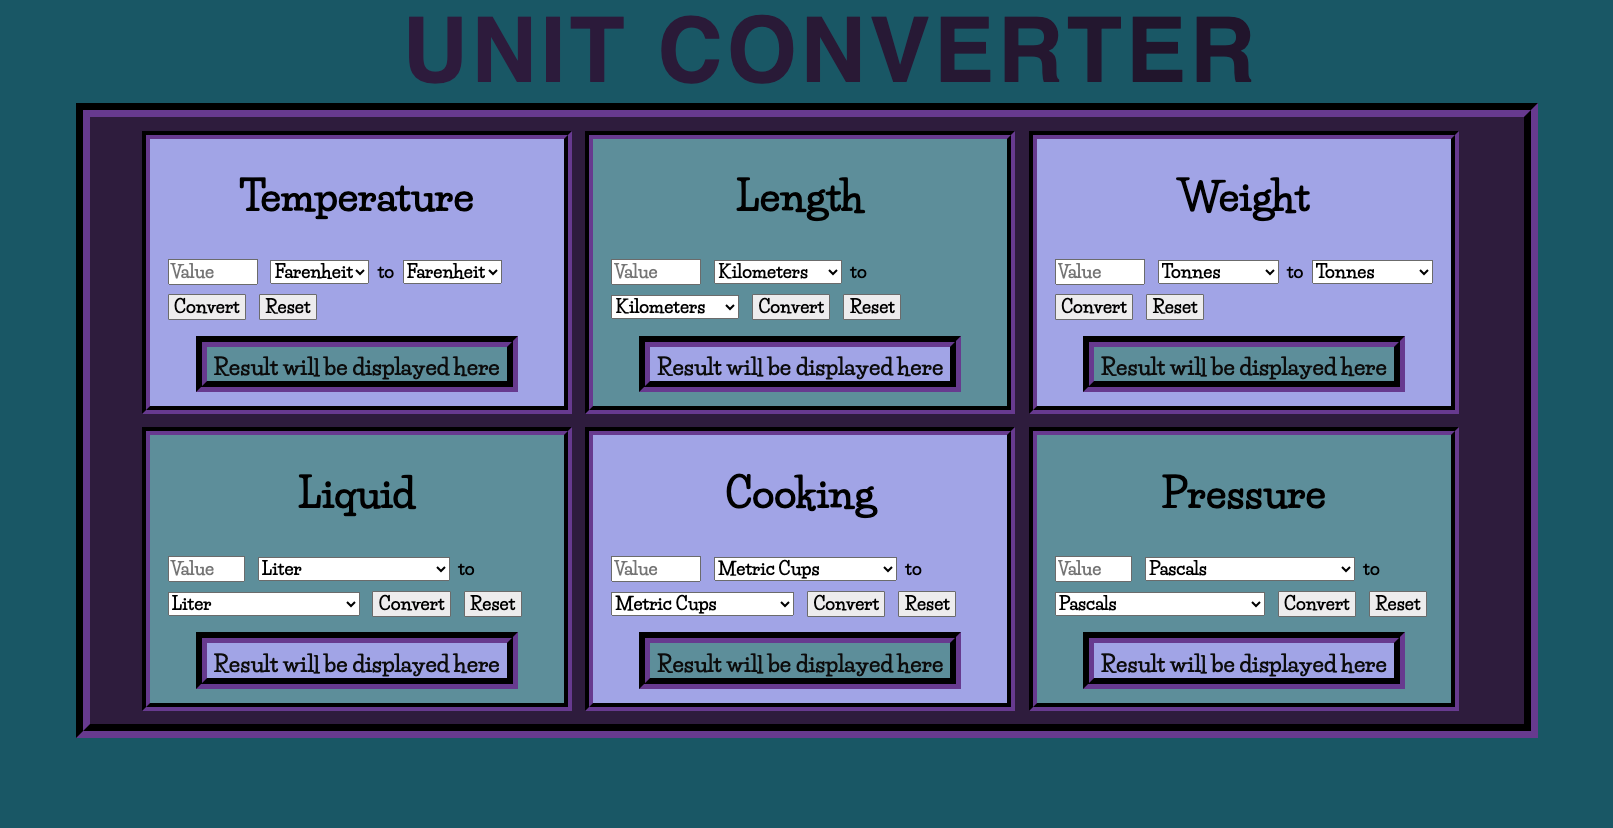 UNIT CONVERTER
Temperature
Value Farenheit to Farenheit
Convert Reset
Result will be displayed here
Length
Value Kilometers to
Kilometers Convert Reset
Result will be displayed here
Weight
Value Tonnes to Tonnes
Convert Reset
Result will be displayed here
Liquid
Value Liter to
Liter Convert Reset
Result will be displayed here
Cooking
Value Metric Cups to
Metric Cups Convert Reset
Result will be displayed here
Pressure
Value Pascals to
Pascals Convert Reset
Result will be displayed here